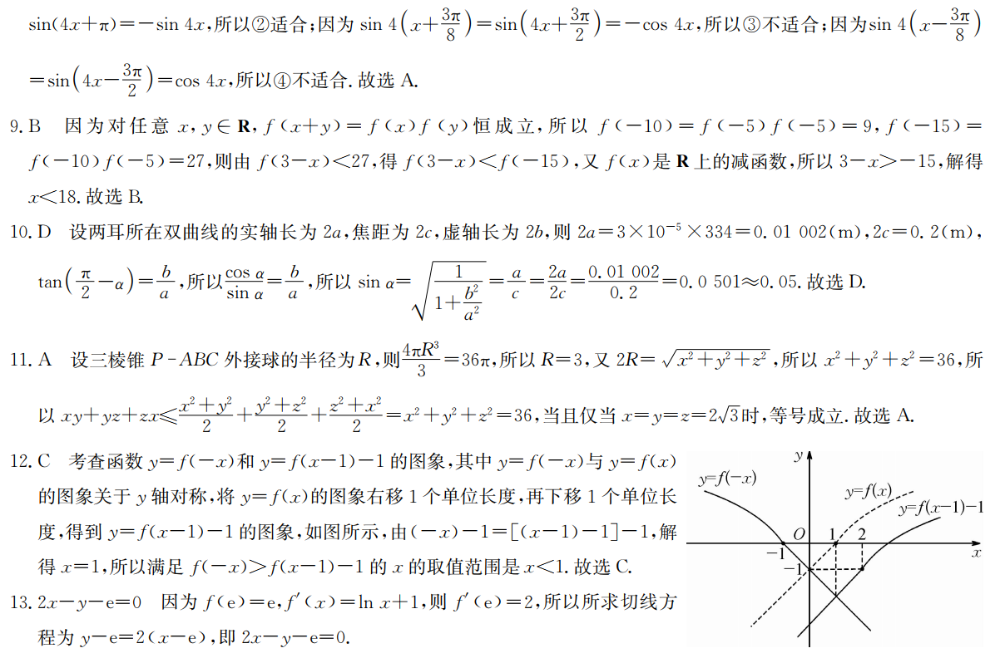 sin(4x+π)=-sin 4x,所以②适合;因为 sin 4(x+3π/8)=sin(4x+3π/2)=-cos 4x,所以③不适合;因为sin 4(x-3π/8)
=sin(4x-3π/2)=cos 4x,所以④不适合.故选 A.
9. B 因为对任意 x,y∈R,f(x+y)=f(x)f(y)恒成立,所以 f(-10)=f(-5)f(-5)=9,f(-15)=
f(-10)f(-5)=27,则由 f(3-x)<27,得 f(3-x)<f(-15),又 f(x)是 R 上的减函数,所以 3-x>-15,解得
x<18.故选 B.
10. D 设两耳所在双曲线的实轴长为 2a,焦距为 2c,虚轴长为 2b,则 2a=3×10⁻⁵×334=0.01 002(m),2c=0.2(m),
tan(π/2-α)=b/a,所以cos α/sin α=b/a,所以 sin α=√(1/(1+b²/a²))=a/c=2a/2c=0.01 002/0.2=0.0 501≈0.05.故选 D.
11. A 设三棱锥 P-ABC 外接球的半径为R,则4πR³/3=36π,所以 R=3,又 2R=√(x²+y²+z²),所以 x²+y²+z²=36,所
以 xy+yz+zx≤(x²+y²)/2+(y²+z²)/2+(z²+x²)/2=x²+y²+z²=36,当且仅当 x=y=z=2√3时,等号成立.故选 A.
12. C 考查函数 y=f(-x)和 y=f(x-1)-1 的图象,其中 y=f(-x)与 y=f(x)
的图象关于 y 轴对称,将 y=f(x)的图象右移 1 个单位长度,再下移 1 个单位长
度,得到 y=f(x-1)-1 的图象,如图所示,由(-x)-1=[(x-1)-1]-1,解
得 x=1,所以满足 f(-x)>f(x-1)-1 的 x 的取值范围是 x<1.故选 C.
13. 2x-y-e=0 因为 f(e)=e,f′(x)=ln x+1,则 f′(e)=2,所以所求切线方
程为 y-e=2(x-e),即 2x-y-e=0.
y
y=f(-x)
y=f(x)
y=f(x-1)-1
O 1 2
x
-1
-1